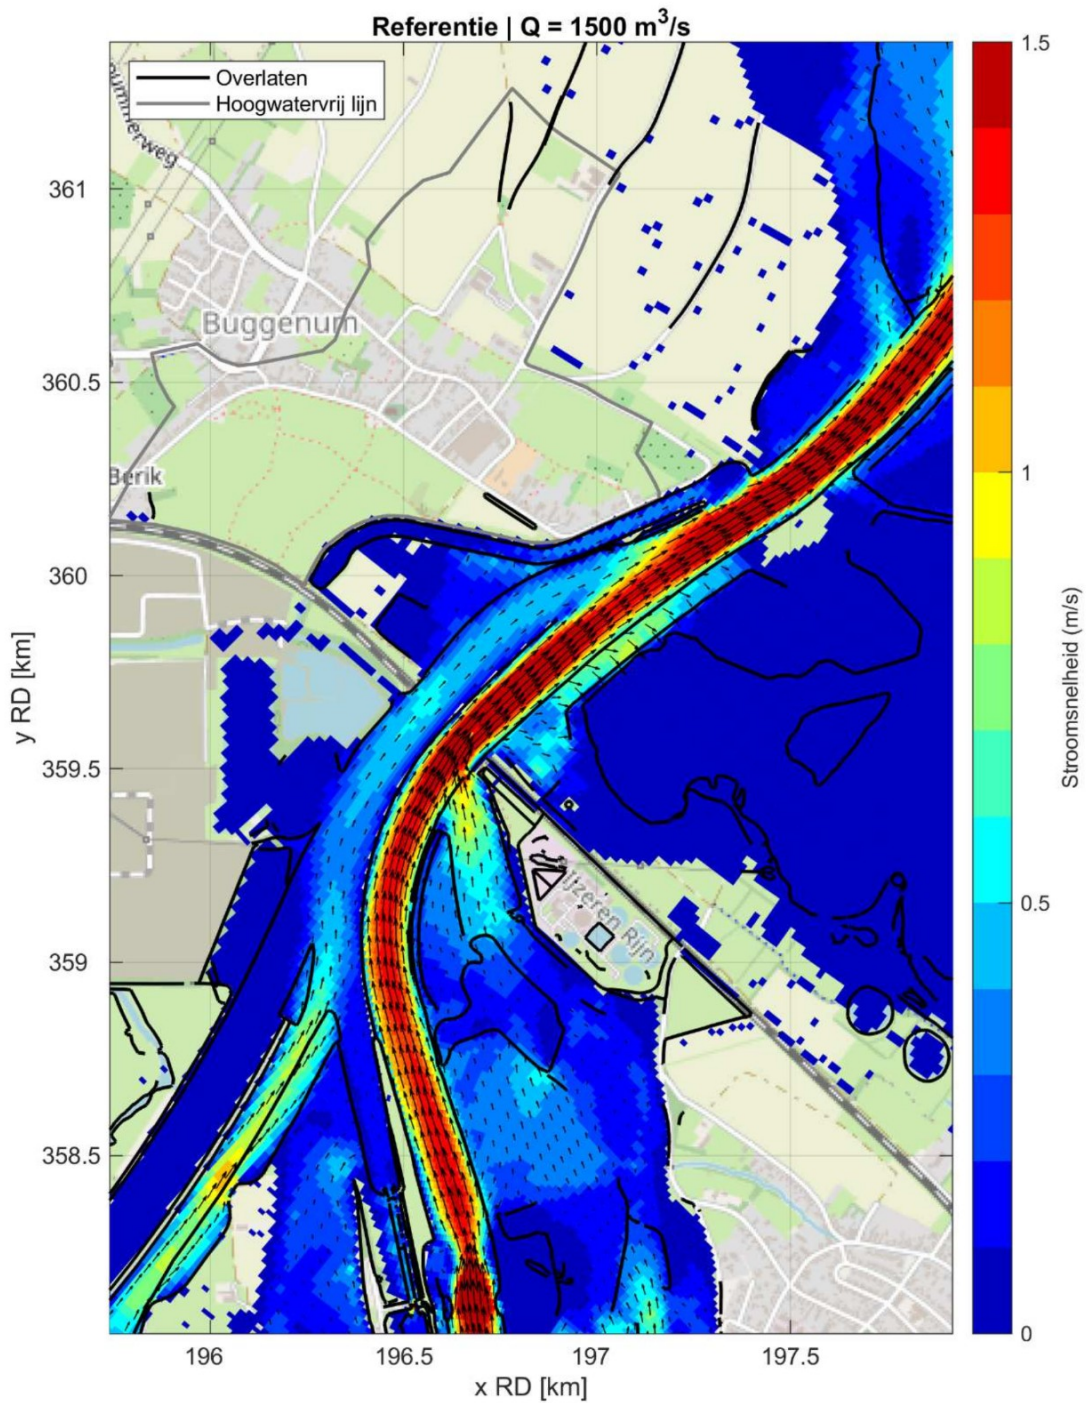 Referentie | Q = 1500 m³/s
Overlaten
Hoogwatervrij lijn
Buggenum
Berik
IJzeren Rijn
361
360.5
360
359.5
359
358.5
196
196.5
197
197.5
x RD [km]
y RD [km]
1.5
1
0.5
0
Stroomsnelheid (m/s)